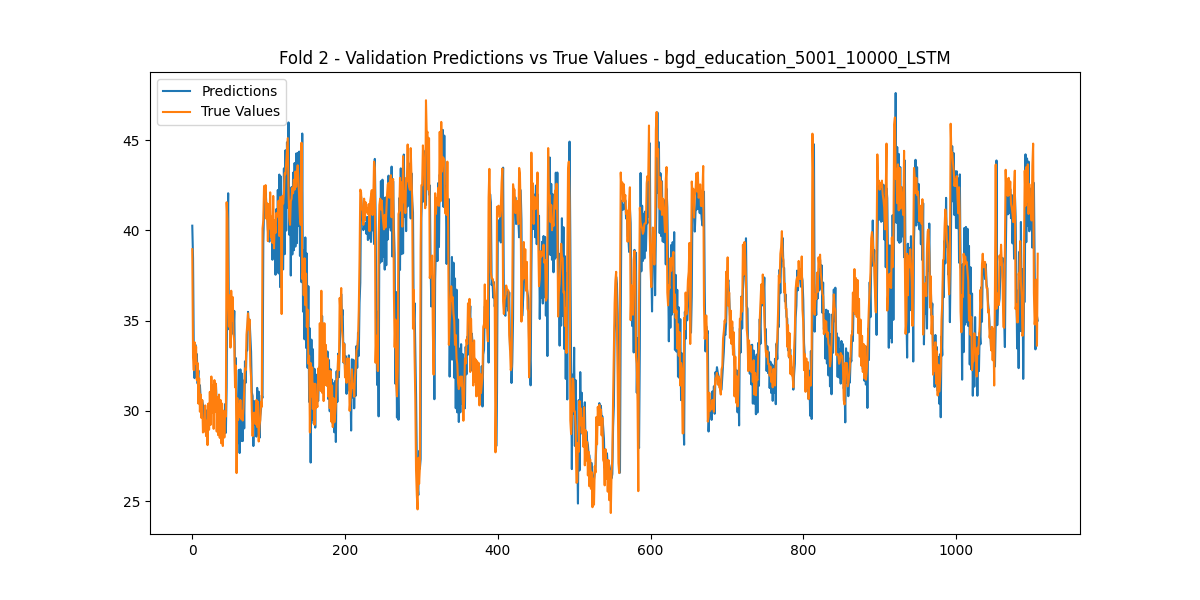 Fold 2 - Validation Predictions vs True Values - bgd_education_5001_10000_LSTM
Predictions
True Values
45
40
35
30
25
0 200 400 600 800 1000